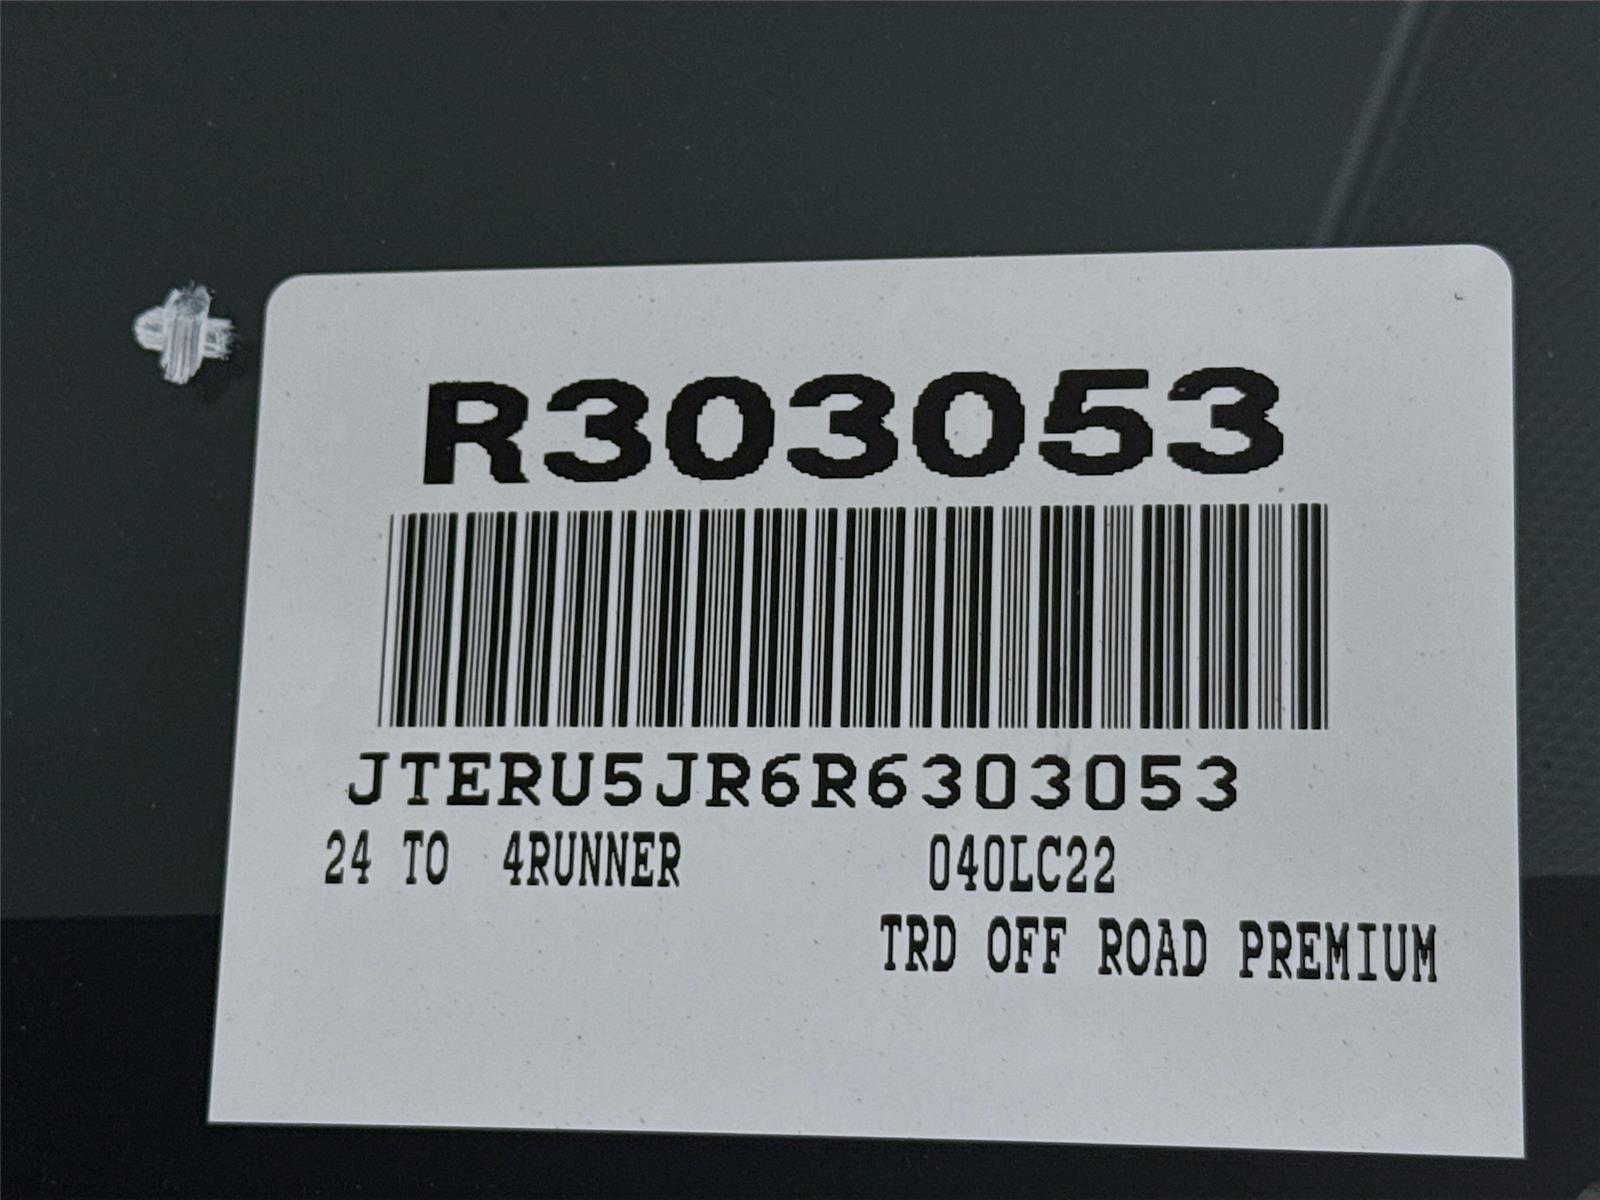 R303053
JTERU5JR6R6303053
24 TO 4RUNNER 040LC22
TRD OFF ROAD PREMIUM